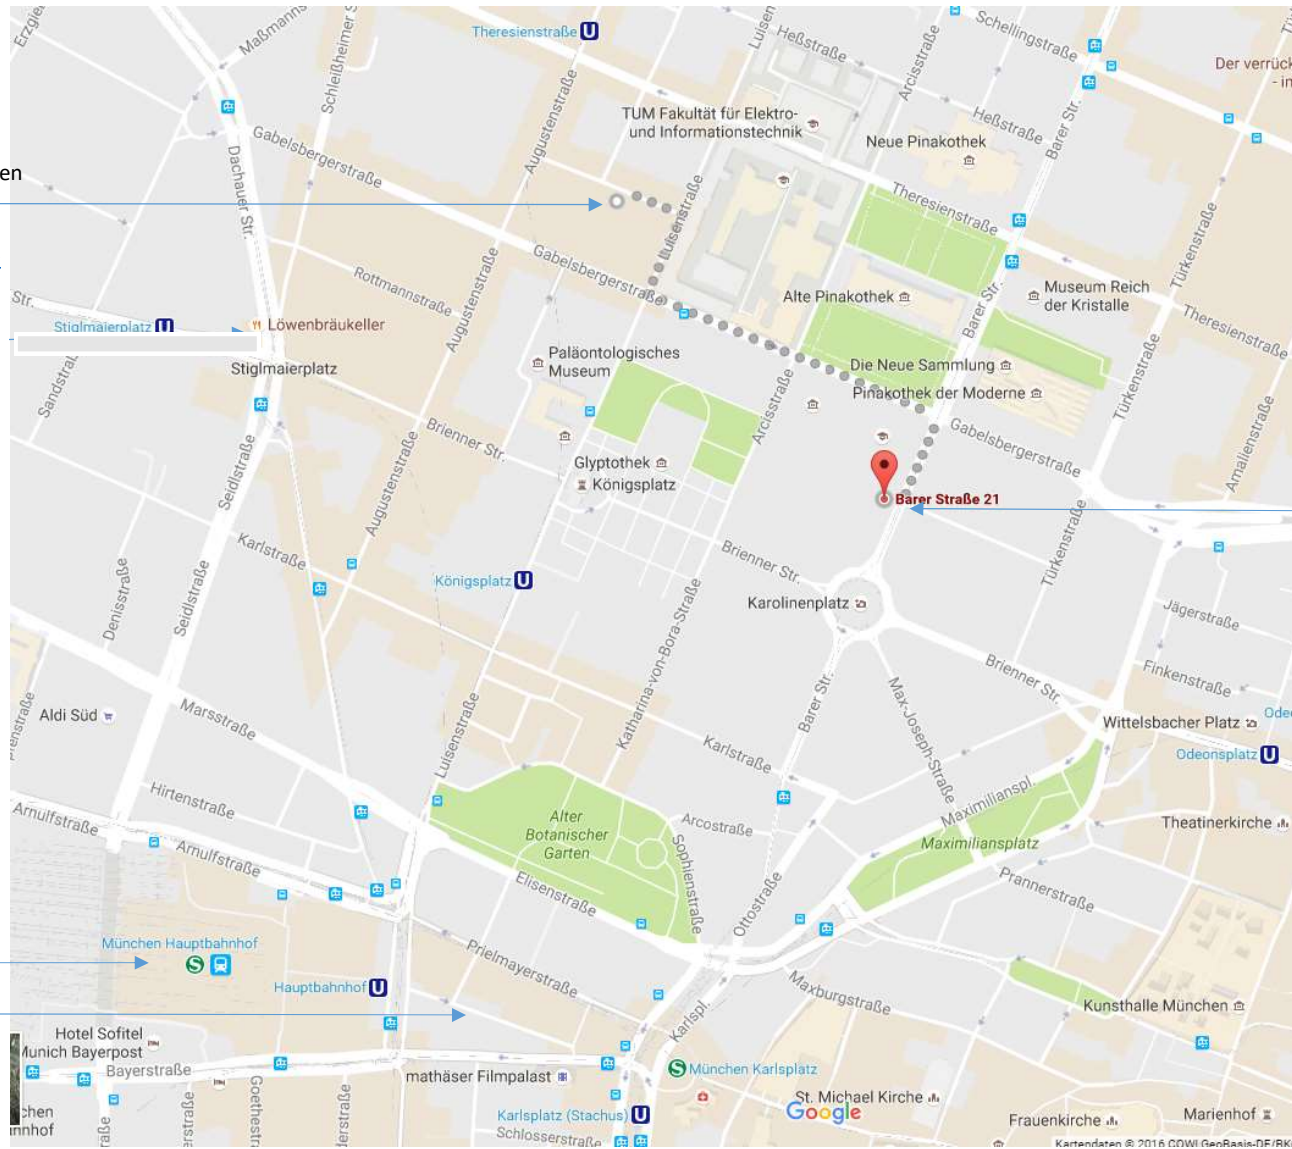 Erzgie
Maßmanns
Schleißheimer S
Theresienstraße U
Luisen
Heßstraße
Arcisstraße
Schellingstraße
Der verrück
- in
TUM Fakultät für Elektro-
und Informationstechnik
Neue Pinakothek
Heßstraße
Barer Str.
Augustenstraße
Gabelsbergerstraße
Dachauer Str.
en
Luisenstraße
Theresienstraße
Türkenstraße
Gabelsbergerstraße
Rottmannstraße
Augustenstraße
Alte Pinakothek
Barer Str.
Museum Reich
der Kristalle
Theresienstraße
Str.
Stiglmaierplatz U
Löwenbräukeller
Stiglmaierplatz
Sandstraß
Paläontologisches
Museum
Die Neue Sammlung
Pinakothek der Moderne
Arcisstraße
Türkenstraße
Gabelsbergerstraße
Amalienstraße
Brienner Str.
Glyptothek
Königsplatz
Barer Straße 21
Seidlstraße
Augustenstraße
Karlstraße
Brienner Str.
Türkenstraße
Königsplatz U
Karolinenplatz
Denisstraße
Seidlstraße
Katharina-von-Bora-Straße
Jägerstraße
Brienner Str.
Finkenstraße
Aldi Süd
Marsstraße
Luisenstraße
Karlstraße
Barer Str.
Max-Joseph-Straße
Wittelsbacher Platz
Ode
Odeonsplatz U
Hirtenstraße
Arnulfstraße
Arnulfstraße
Alter
Botanischer
Garten
Arcostraße
Sophienstraße
Maximilianspl.
Maximiliansplatz
Theatinerkirche
Prannerstraße
Elisenstraße
Ottostraße
München Hauptbahnhof
S
Hauptbahnhof U
Prielmayerstraße
Karlspl.
Maxburgstraße
Kunsthalle München
Hotel Sofitel
Munich Bayerpost
Bayerstraße
mathäser Filmpalast
S München Karlsplatz
St. Michael Kirche
Google
Goethestr
Karlsplatz (Stachus) U
Schlosserstraße
Frauenkirche
Marienhof
Kartendaten © 2016 COWI GeoBasis-DE/BK